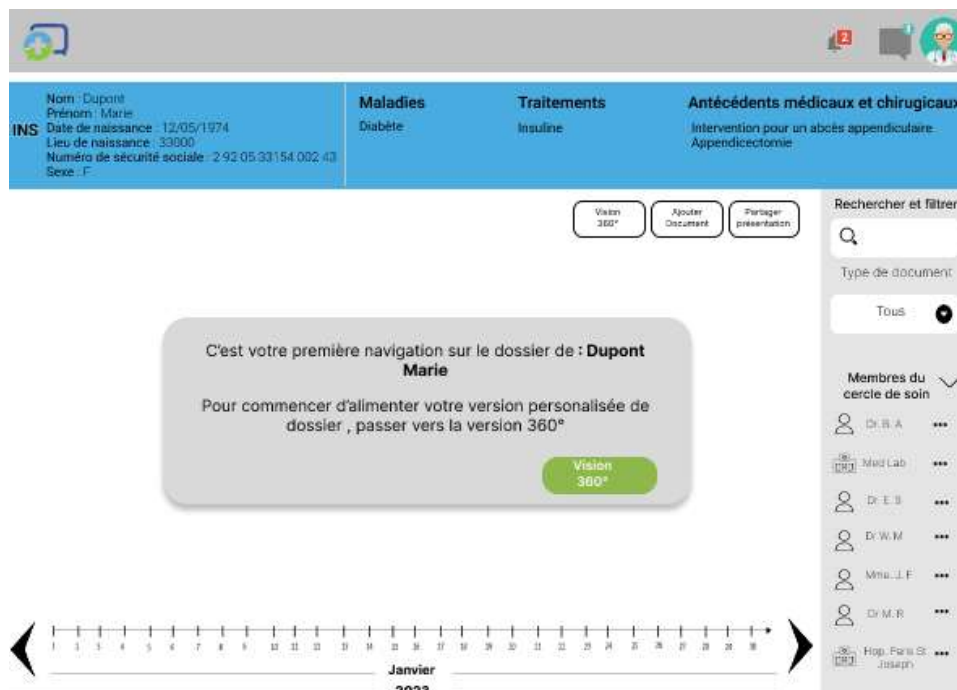 2
Nom : Dupont
Prénom : Marie
INS
Date de naissance : 12/05/1974
Lieu de naissance : 33000
Numéro de sécurité sociale : 2 92 05 33154 002 43
Sexe : F
Maladies
Diabète
Traitements
Insuline
Antécédents médicaux et chirugicaux
Intervention pour un abcès appendiculaire
Appendicectomie
Vision
360°
Ajouter
Document
Partager
présentation
Rechercher et filtrer
Type de document
Tous
Membres du
cercle de soin
Dr. B. A
Med Lab
Dr. E. S
Dr W. M
Mme. J. F
Dr M. R
Hop. Paris St
Joseph
C'est votre première navigation sur le dossier de : Dupont
Marie
Pour commencer d'alimenter votre version personalisée de
dossier , passer vers la version 360°
Vision
360°
Janvier
2023